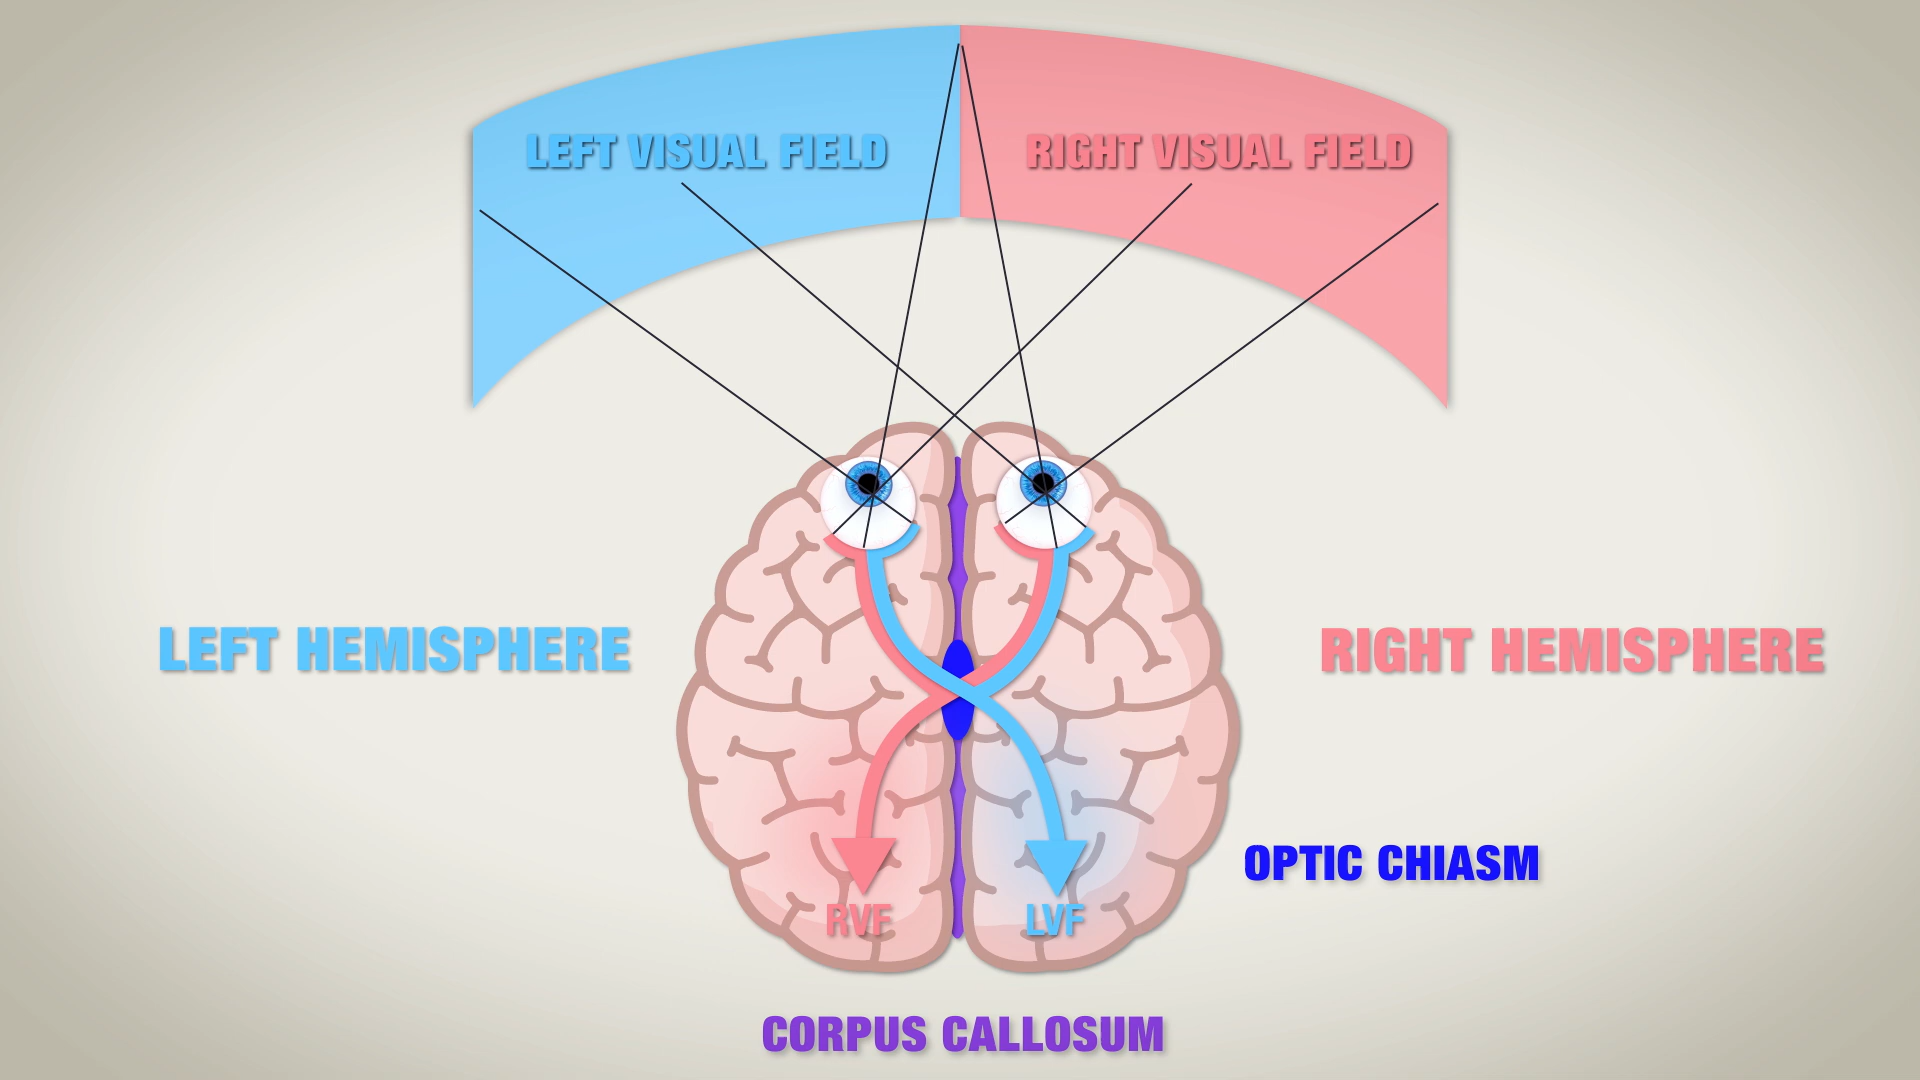 LEFT VISUAL FIELD
RIGHT VISUAL FIELD
LEFT HEMISPHERE
RIGHT HEMISPHERE
OPTIC CHIASM
RVF
LVF
CORPUS CALLOSUM